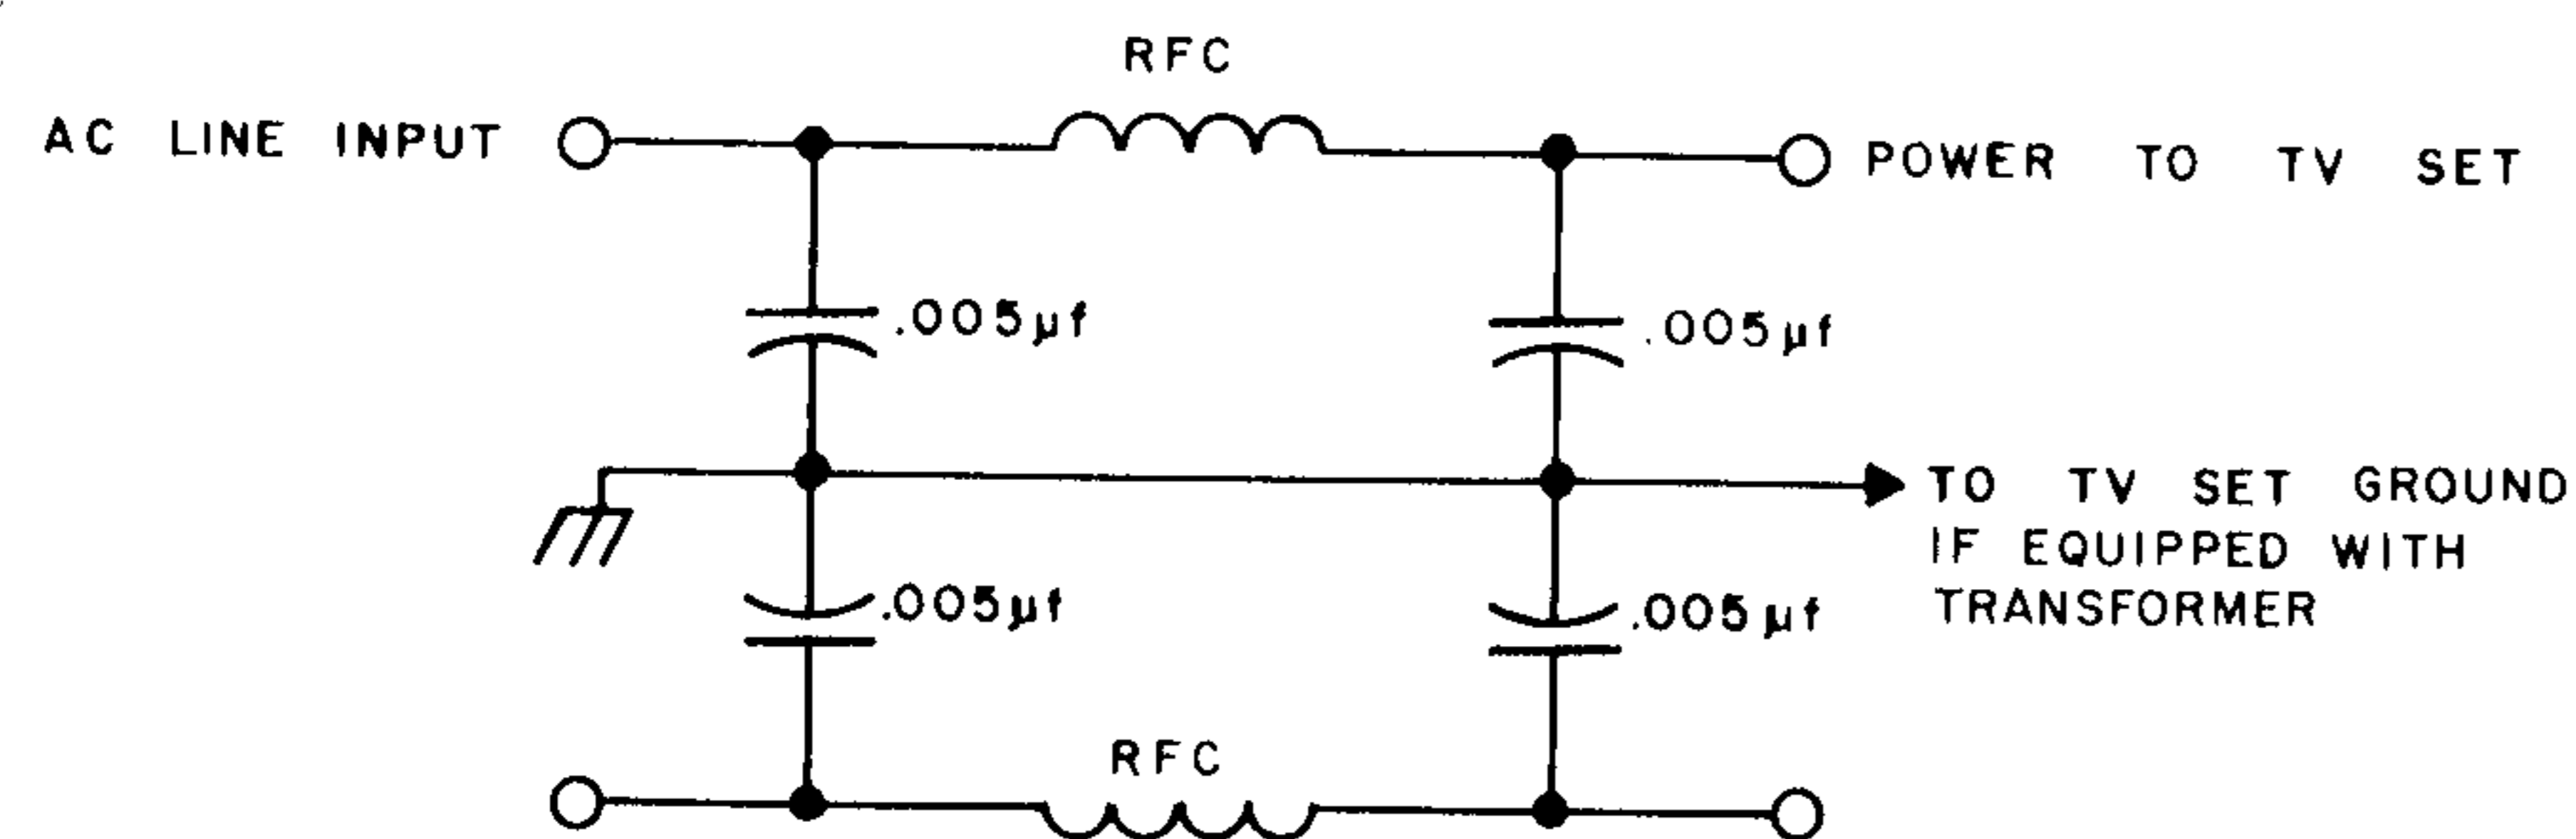 RFC
AC LINE INPUT
POWER TO TV SET
.005µf
.005µf
TO TV SET GROUND
IF EQUIPPED WITH
TRANSFORMER
.005µf
.005µf
RFC